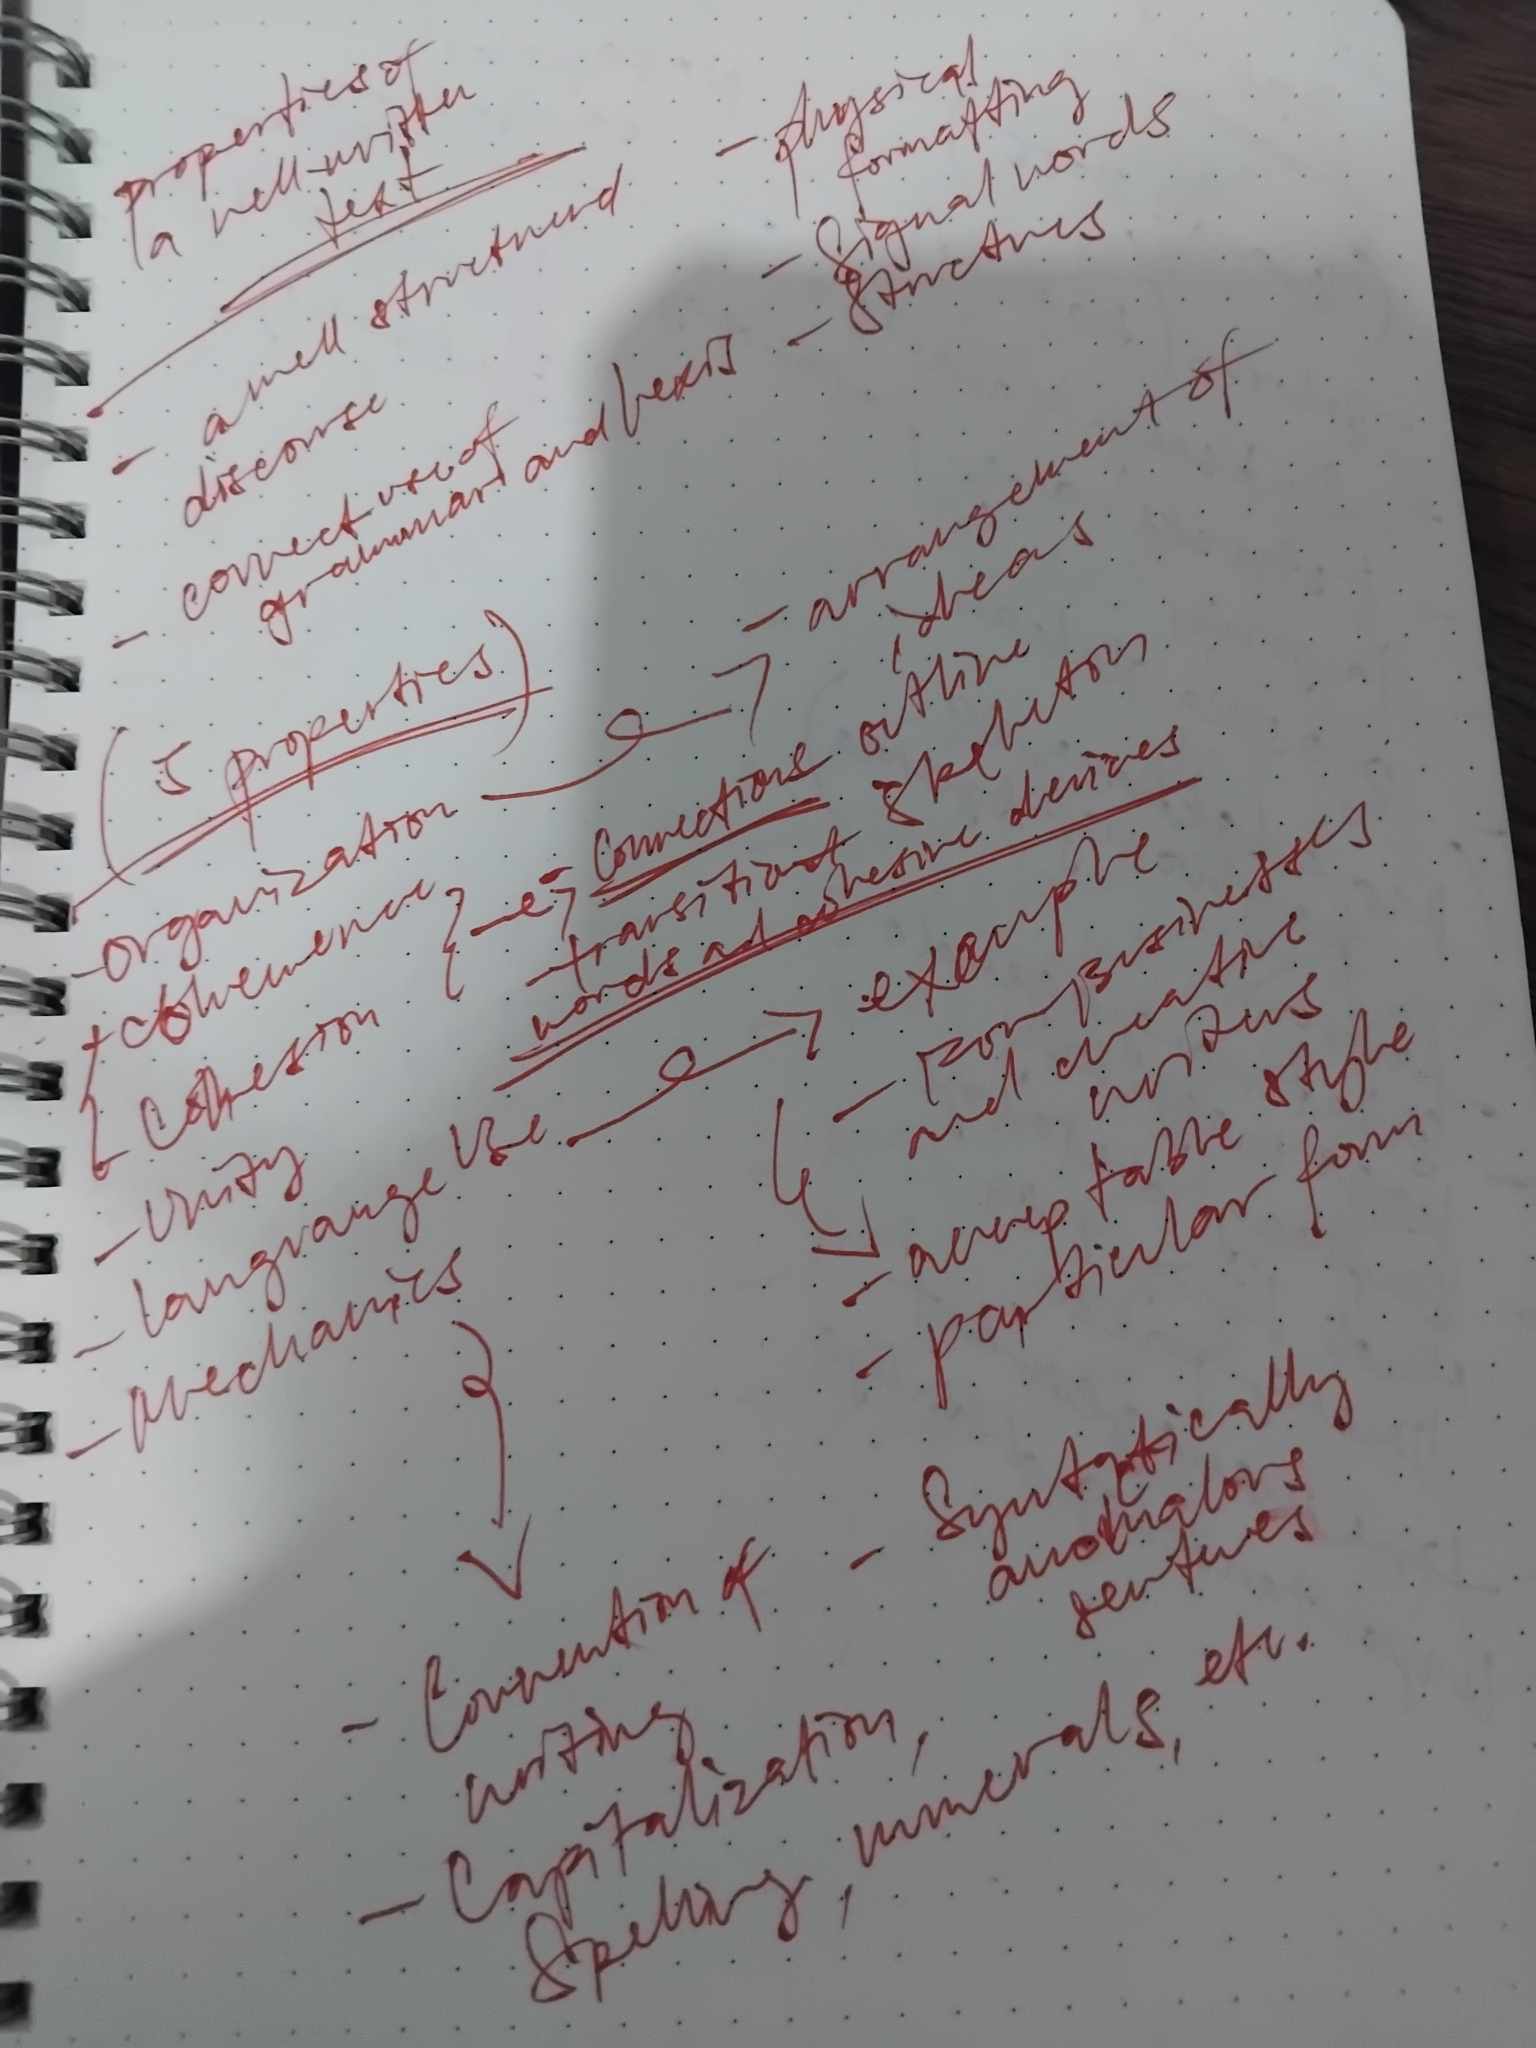 properties of
a well-written
text
- a well structured
discourse
- correct use of
grammar and lexis
- physical
formatting
- Signal words
- structures
(5 properties)
- organization
- arrangement of
ideas
outline
skeleton
+ coherence
- Cohesion
- Connections
- transitional
words and cohesive devices
- Unity
- language Use
example
- For Businesses
and creative
writers
- acceptable style
- particular form
- mechanics
- Convention of
writing
- Capitalization,
Spelling, numerals, etc.
- Syntatically
anomalous